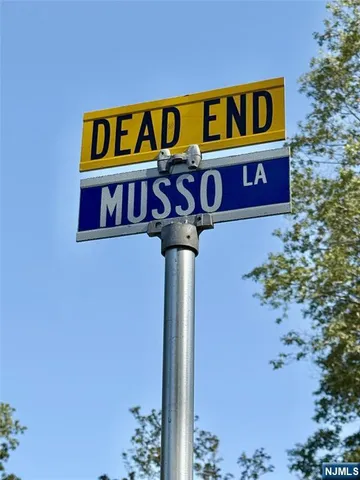 DEAD END
MUSSO LA
NJMLS